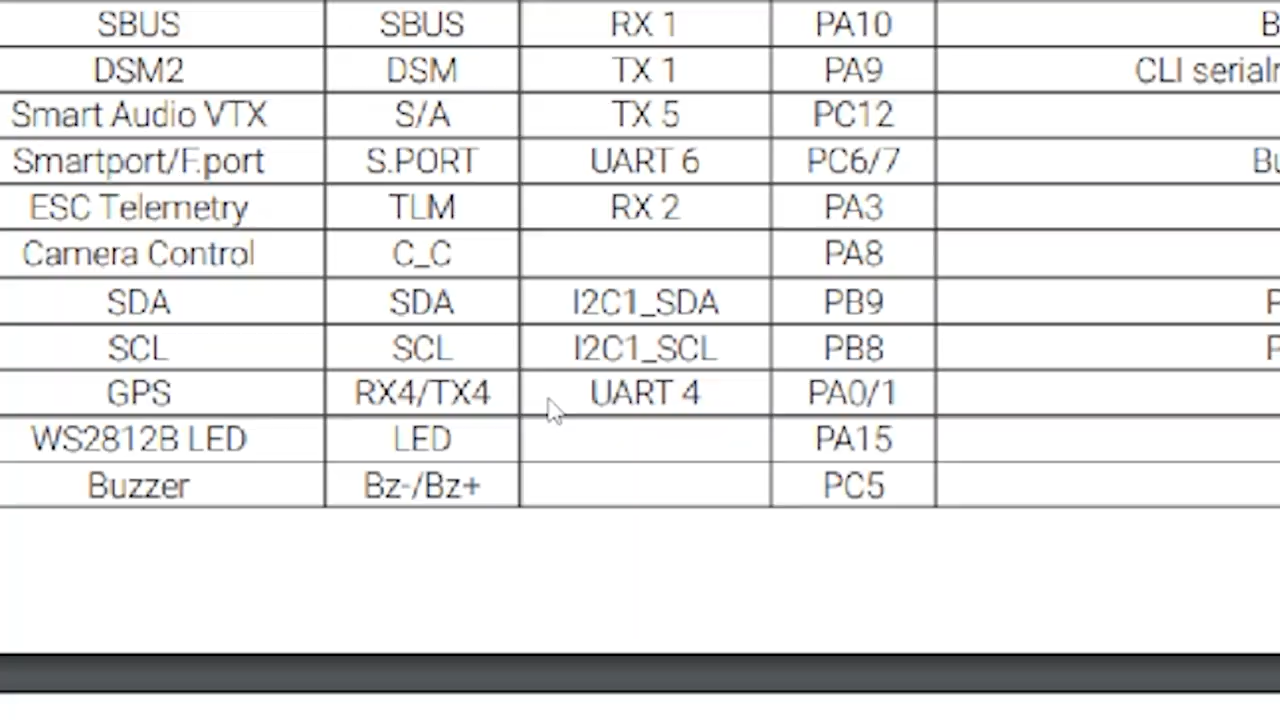 SBUS SBUS RX 1 PA10 B
DSM2 DSM TX 1 PA9 CLI serialr
Smart Audio VTX S/A TX 5 PC12
Smartport/F.port S.PORT UART 6 PC6/7 Bu
ESC Telemetry TLM RX 2 PA3
Camera Control C_C PA8
SDA SDA I2C1_SDA PB9 P
SCL SCL I2C1_SCL PB8 P
GPS RX4/TX4 UART 4 PA0/1
WS2812B LED LED PA15
Buzzer Bz-/Bz+ PC5